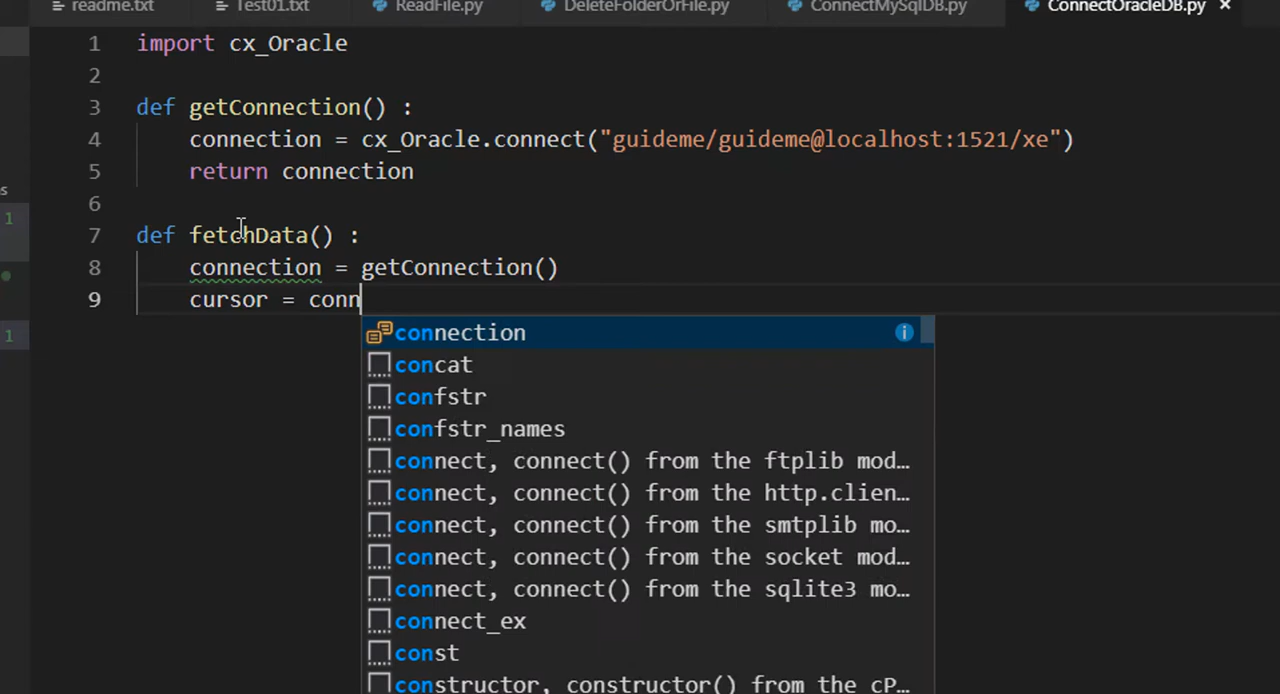 readme.txt Test01.txt ReadFile.py DeleteFolderOrFile.py ConnectMySqlDB.py ConnectOracleDB.py ×
1 import cx_Oracle
2
3 def getConnection() :
4 connection = cx_Oracle.connect("guideme/guideme@localhost:1521/xe")
5 return connection
6
s
1
7 def fetchData() :
8 connection = getConnection()
9 cursor = conn
1
connection
concat
confstr
confstr_names
connect, connect() from the ftplib mod…
connect, connect() from the http.clien…
connect, connect() from the smtplib mo…
connect, connect() from the socket mod…
connect, connect() from the sqlite3 mo…
connect_ex
const
constructor, constructor() from the cP…